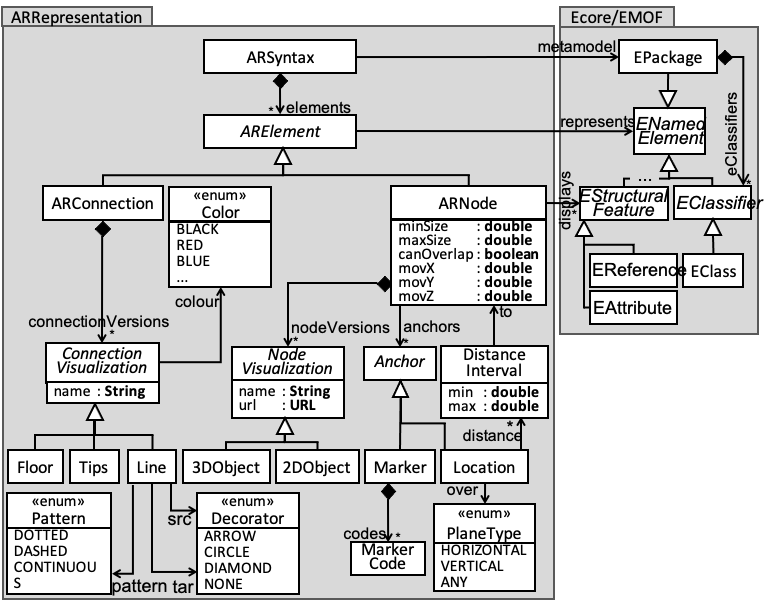 ARRepresentation
Ecore/EMOF
ARSyntax
metamodel
EPackage
* elements
eClassifiers
ARElement
represents
ENamed
Element
...
*
ARConnection
«enum»
Color
BLACK
RED
BLUE
...
ARNode
minSize : double
maxSize : double
canOverlap : boolean
movX : double
movY : double
movZ : double
displays
*
EStructural
Feature
EClassifier
EReference
EClass
EAttribute
colour
connectionVersions
*
nodeVersions
*
anchors
*
to
Connection
Visualization
name : String
Node
Visualization
name : String
url : URL
Anchor
Distance
Interval
min : double
max : double
*
distance
Floor
Tips
Line
3DObject
2DObject
Marker
Location
over
«enum»
Pattern
DOTTED
DASHED
CONTINUOU
S
src
«enum»
Decorator
ARROW
CIRCLE
DIAMOND
NONE
pattern
tar
codes
*
Marker
Code
«enum»
PlaneType
HORIZONTAL
VERTICAL
ANY